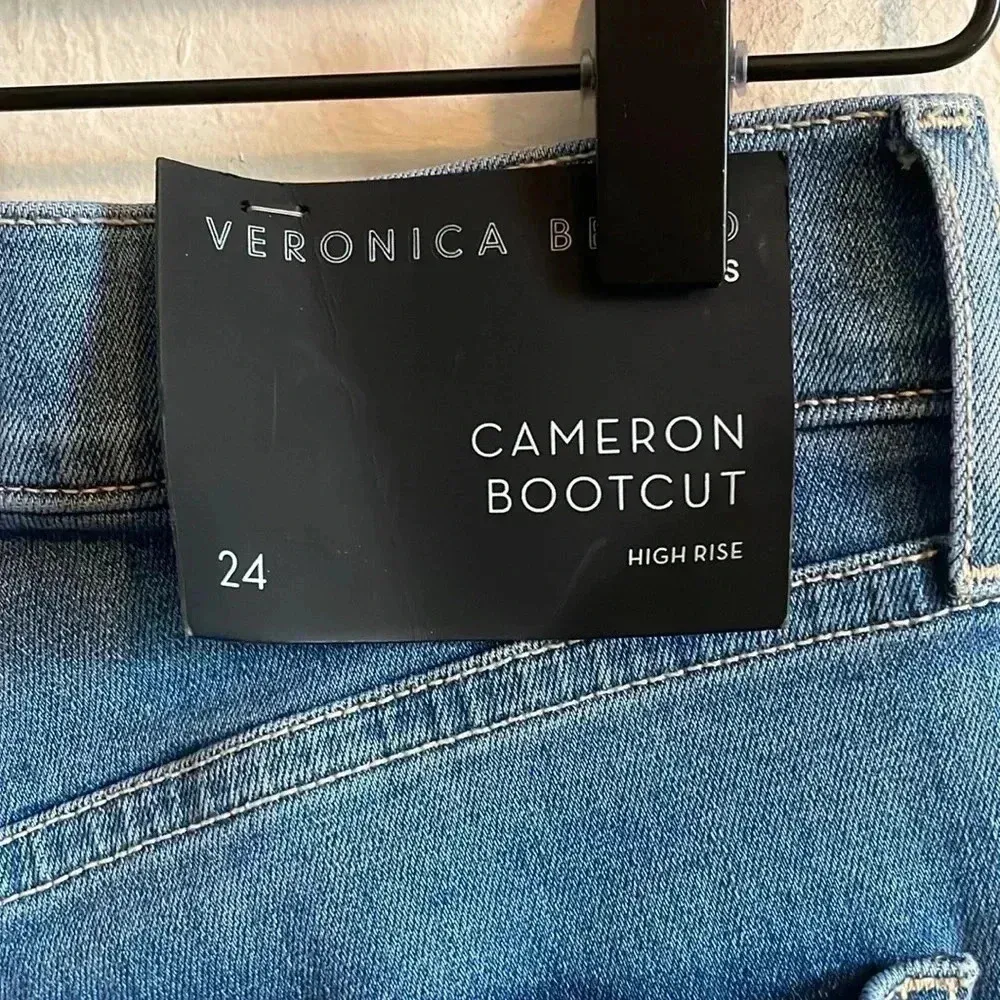 VERONICA
CAMERON
BOOTCUT
HIGH RISE
24